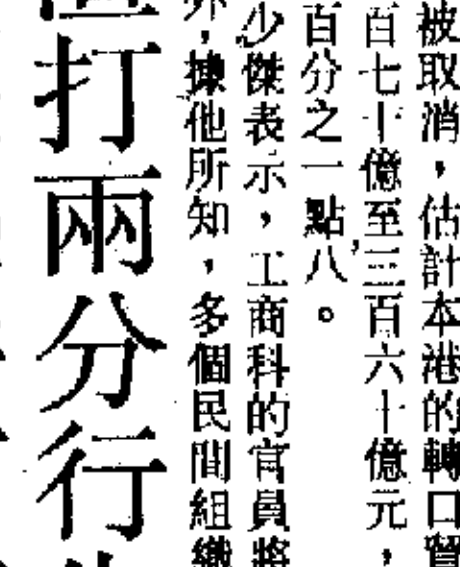 被取消，估計本港的轉口貿
百七十億至三百六十億元，
百分之一點八。
少傑表示，工商科的官員將
外，據他所知，多個民間組織
打兩分行